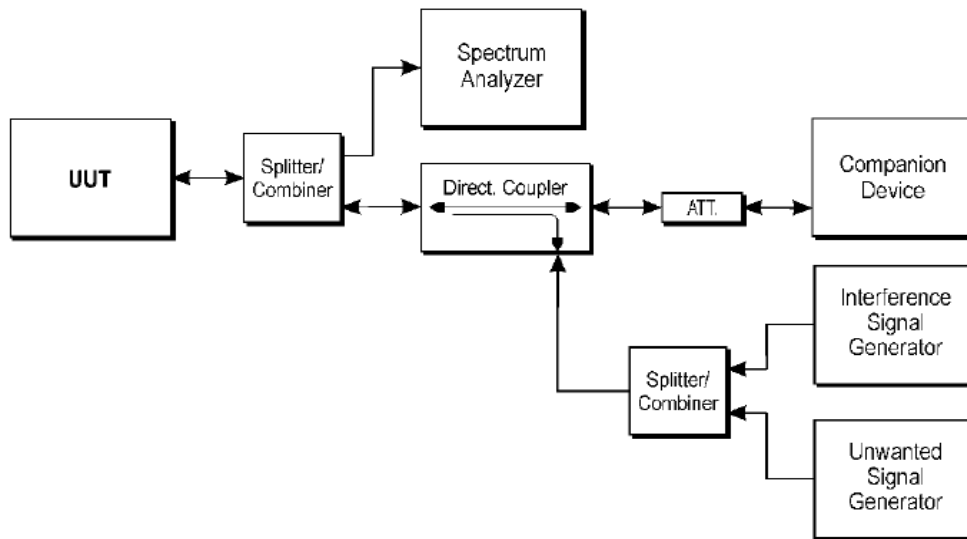 Spectrum
Analyzer
UUT
Splitter/
Combiner
Direct. Coupler
ATT.
Companion
Device
Interference
Signal
Generator
Splitter/
Combiner
Unwanted
Signal
Generator